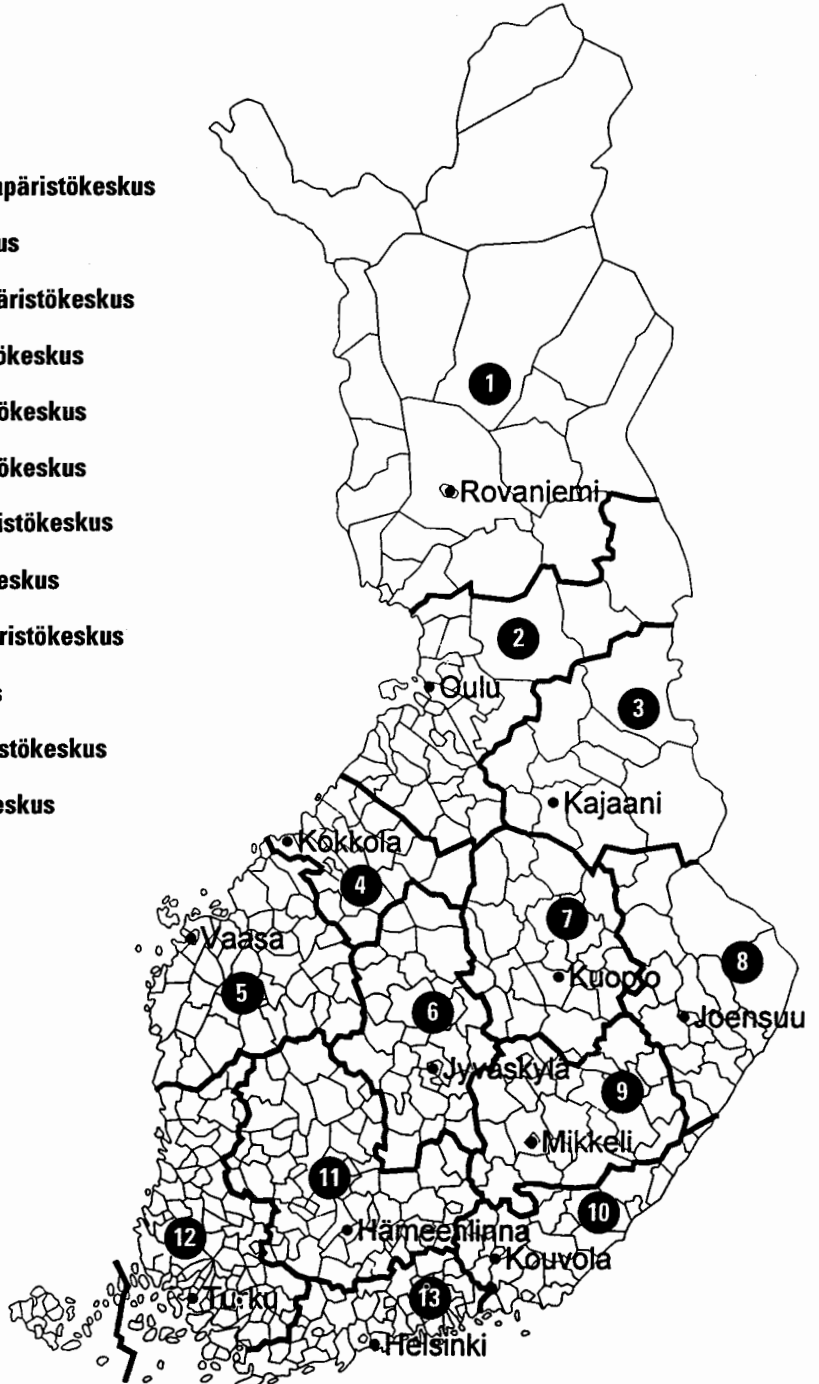 päristökeskus
us
äristökeskus
ökeskus
ökeskus
ökeskus
istökeskus
eskus
ristökeskus
s
stökeskus
eskus
1
Rovaniemi
2
Oulu
3
Kajaani
Kokkola
4
7
Vaasa
8
5
Kuopio
6
Joensuu
Jyväskylä
9
Mikkeli
11
10
Hämeenlinna
12
Kouvola
Turku
13
Helsinki